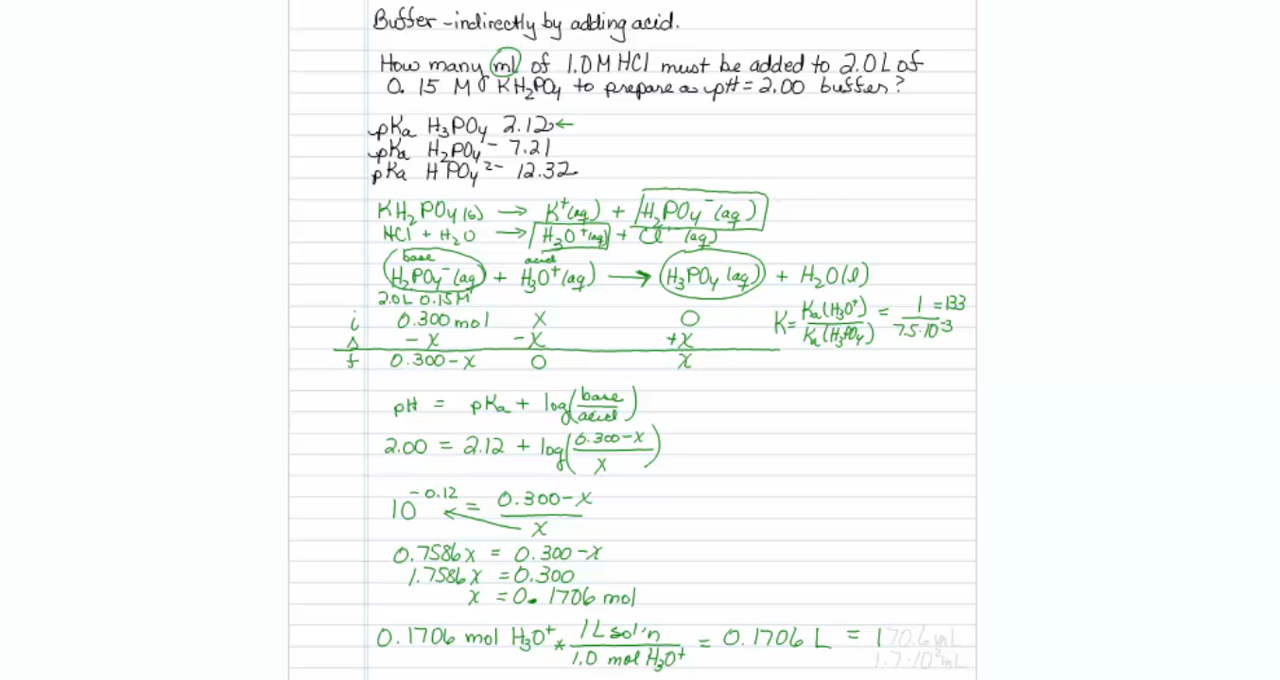 Buffer - indirectly by adding acid.
How many ml of 1.0 M HCl must be added to 2.0 L of
0.15 M KH₂PO₄ to prepare a pH = 2.00 buffer?
pKa H₃PO₄ 2.12 ←
pKa H₂PO₄⁻ 7.21
pKa HPO₄²⁻ 12.32
KH₂PO₄(s) → K⁺(aq) + H₂PO₄⁻(aq)
HCl + H₂O → H₃O⁺(aq) + Cl⁻(aq)
base acid
H₂PO₄⁻(aq) + H₃O⁺(aq) → H₃PO₄(aq) + H₂O(l)
2.0L 0.15M
i 0.300 mol x 0
K = Ka(H₃O⁺)/Ka(H₃PO₄) = 1/7.5·10⁻³ = 133
Δ -x -x +x
f 0.300-x 0 x
pH = pKa + log(base/acid)
2.00 = 2.12 + log(0.300-x/x)
10^-0.12 = 0.300-x/x
0.7586x = 0.300-x
1.7586x = 0.300
x = 0.1706 mol
0.1706 mol H₃O⁺ * 1L sol'n/1.0 mol H₃O⁺ = 0.1706 L = 170.6 mL
1.7·10² mL